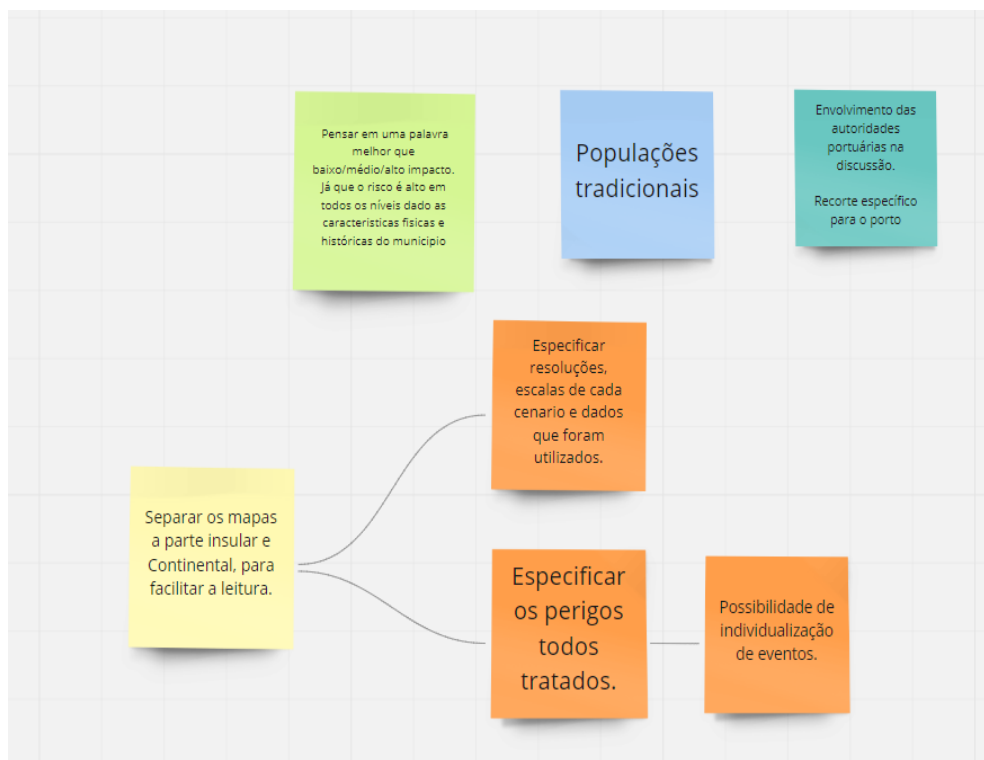 Pensar em uma palavra
melhor que
baixo/médio/alto impacto.
Já que o risco é alto em
todos os níveis dado as
caracteristicas fisicas e
históricas do municipio
Populações
tradicionais
Envolvimento das
autoridades
portuárias na
discussão.
Recorte específico
para o porto
Especificar
resoluções,
escalas de cada
cenario e dados
que foram
utilizados.
Separar os mapas
a parte insular e
Continental, para
facilitar a leitura.
Especificar
os perigos
todos
tratados.
Possibilidade de
individualização
de eventos.